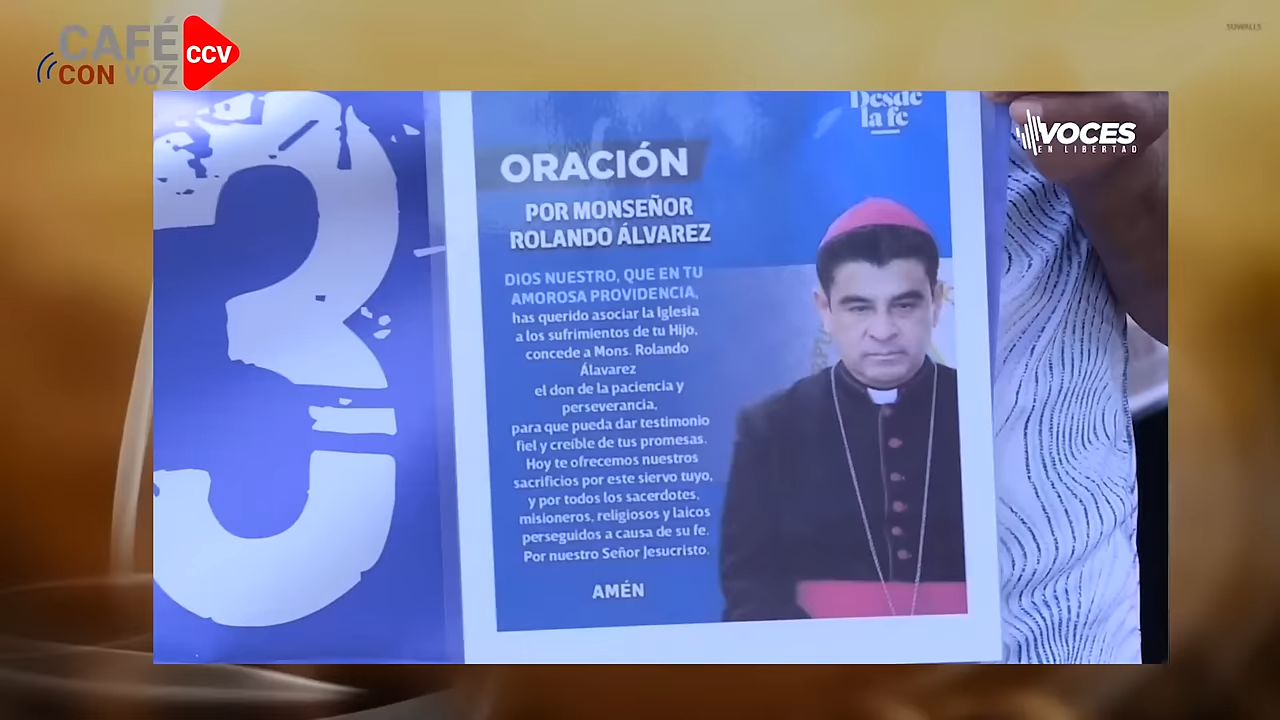 CAFÉ
CON VOZ
CCV
TUWALLS
VOCES
EN LIBERTAD
3
Desde
la fe
ORACIÓN
POR MONSEÑOR
ROLANDO ÁLVAREZ
DIOS NUESTRO, QUE EN TU
AMOROSA PROVIDENCIA,
has querido asociar la Iglesia
a los sufrimientos de tu Hijo,
concede a Mons. Rolando
Álavarez
el don de la paciencia y
perseverancia,
para que pueda dar testimonio
fiel y creíble de tus promesas.
Hoy te ofrecemos nuestros
sacrificios por este siervo tuyo,
y por todos los sacerdotes,
misioneros, religiosos y laicos
perseguidos a causa de su fe.
Por nuestro Señor Jesucristo.
AMÉN